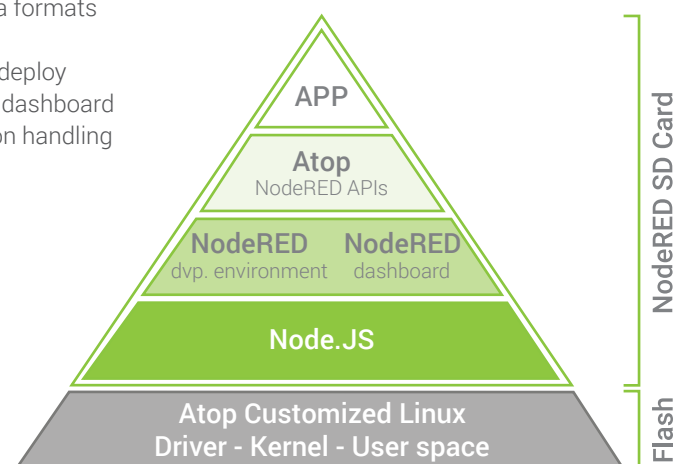 a formats
deploy
dashboard
on handling
APP
Atop
NodeRED APIs
NodeRED NodeRED
dvp. environment dashboard
Node.JS
Atop Customized Linux
Driver - Kernel - User space
NodeRED SD Card
Flash